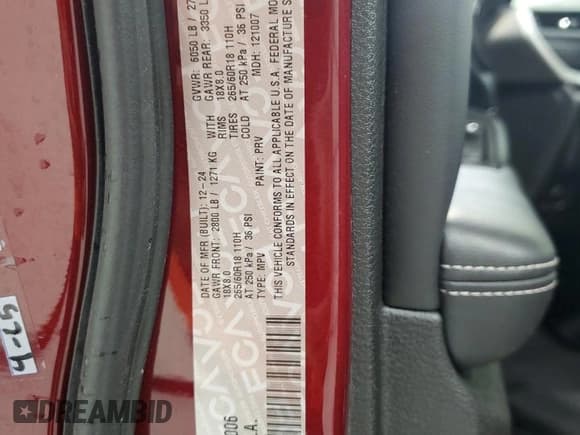 DATE OF MFR (BUILT): 12-24
GVWR: 6050 LB / 27
GAWR FRONT: 2800 LB / 1271 KG
WITH
GAWR REAR: 3350 L
18X8.0
RIMS
18X8.0
265/60R18 110H
TIRES
265/60R18 110H
AT 250 kPa / 36 PSI
COLD
AT 250 kPa / 36 PSI
TYPE: MPV
PAINT: PRV
MDH: 121007
THIS VEHICLE CONFORMS TO ALL APPLICABLE U.S.A. FEDERAL MO
STANDARDS IN EFFECT ON THE DATE OF MANUFACTURE S
006
.A.
4-25
DREAMBID